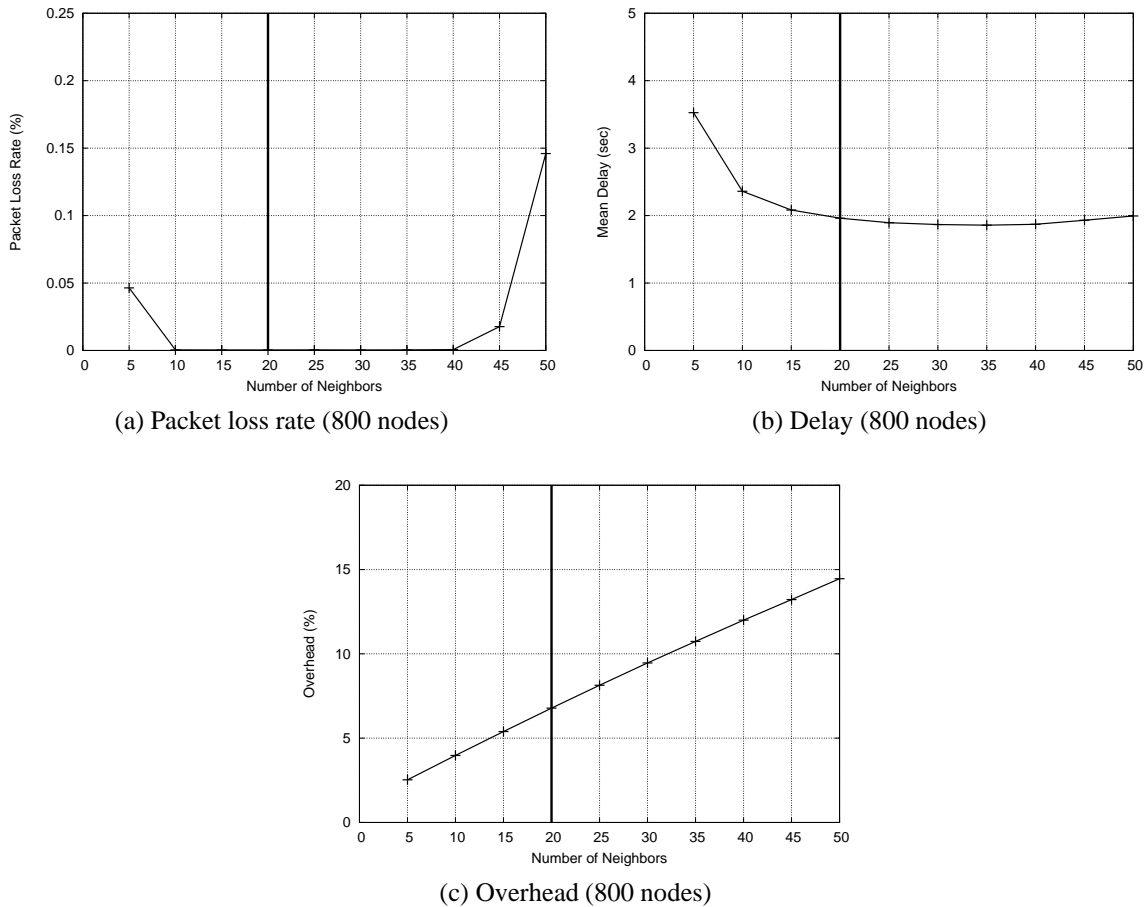 0.25
0.2
0.15
0.1
0.05
0
Packet Loss Rate (%)
0 5 10 15 20 25 30 35 40 45 50
Number of Neighbors
(a) Packet loss rate (800 nodes)
5
4
3
2
1
0
Mean Delay (sec)
0 5 10 15 20 25 30 35 40 45 50
Number of Neighbors
(b) Delay (800 nodes)
20
15
10
5
0
Overhead (%)
0 5 10 15 20 25 30 35 40 45 50
Number of Neighbors
(c) Overhead (800 nodes)